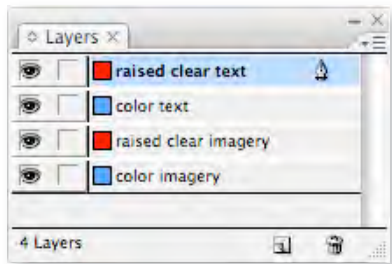 Layers
raised clear text
color text
raised clear imagery
color imagery
4 Layers